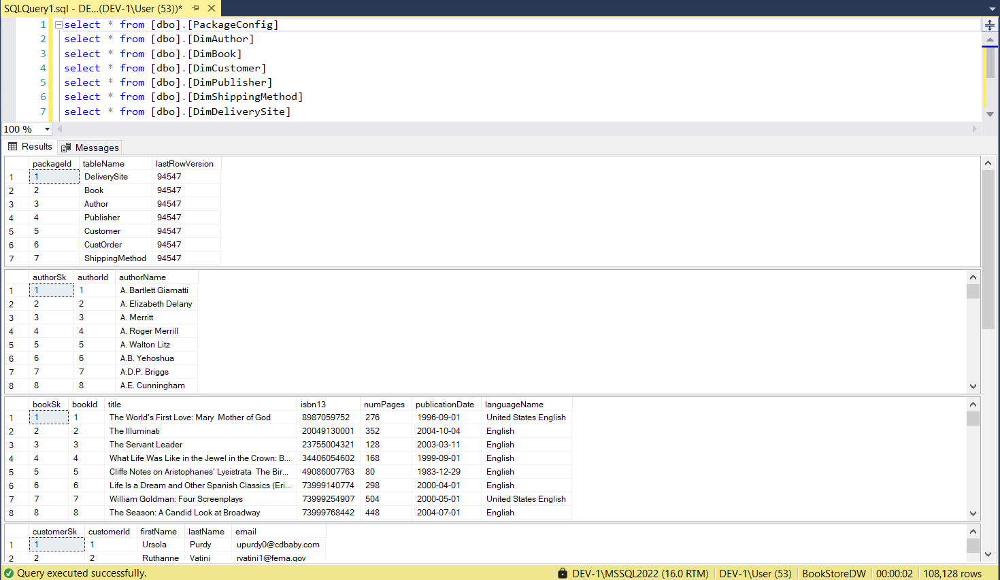 SQLQuery1.sql - DE...(DEV-1\User (53))*
1 select * from [dbo].[PackageConfig]
2 select * from [dbo].[DimAuthor]
3 select * from [dbo].[DimBook]
4 select * from [dbo].[DimCustomer]
5 select * from [dbo].[DimPublisher]
6 select * from [dbo].[DimShippingMethod]
7 select * from [dbo].[DimDeliverySite]
100 %
Results Messages
packageId tableName lastRowVersion
1 1 DeliverySite 94547
2 2 Book 94547
3 3 Author 94547
4 4 Publisher 94547
5 5 Customer 94547
6 6 CustOrder 94547
7 7 ShippingMethod 94547
authorSk authorId authorName
1 1 1 A. Bartlett Giamatti
2 2 2 A. Elizabeth Delany
3 3 3 A. Merritt
4 4 4 A. Roger Merrill
5 5 5 A. Walton Litz
6 6 6 A.B. Yehoshua
7 7 7 A.D.P. Briggs
8 8 8 A.E. Cunningham
bookSk bookId title isbn13 numPages publicationDate languageName
1 1 1 The World's First Love: Mary Mother of God 8987059752 276 1996-09-01 United States English
2 2 2 The Illuminati 20049130001 352 2004-10-04 English
3 3 3 The Servant Leader 23755004321 128 2003-03-11 English
4 4 4 What Life Was Like in the Jewel in the Crown: B... 34406054602 168 1999-09-01 English
5 5 5 Cliffs Notes on Aristophanes' Lysistrata The Bir... 49086007763 80 1983-12-29 English
6 6 6 Life Is a Dream and Other Spanish Classics (Eri... 73999140774 298 2000-04-01 English
7 7 7 William Goldman: Four Screenplays 73999254907 504 2000-05-01 United States English
8 8 8 The Season: A Candid Look at Broadway 73999768442 448 2004-07-01 English
customerSk customerId firstName lastName email
1 1 1 Ursola Purdy upurdy0@cdbaby.com
2 2 2 Ruthanne Vatini rvatini1@fema.gov
Query executed successfully. DEV-1\MSSQL2022 (16.0 RTM) DEV-1\User (53) BookStoreDW 00:00:02 108,128 rows